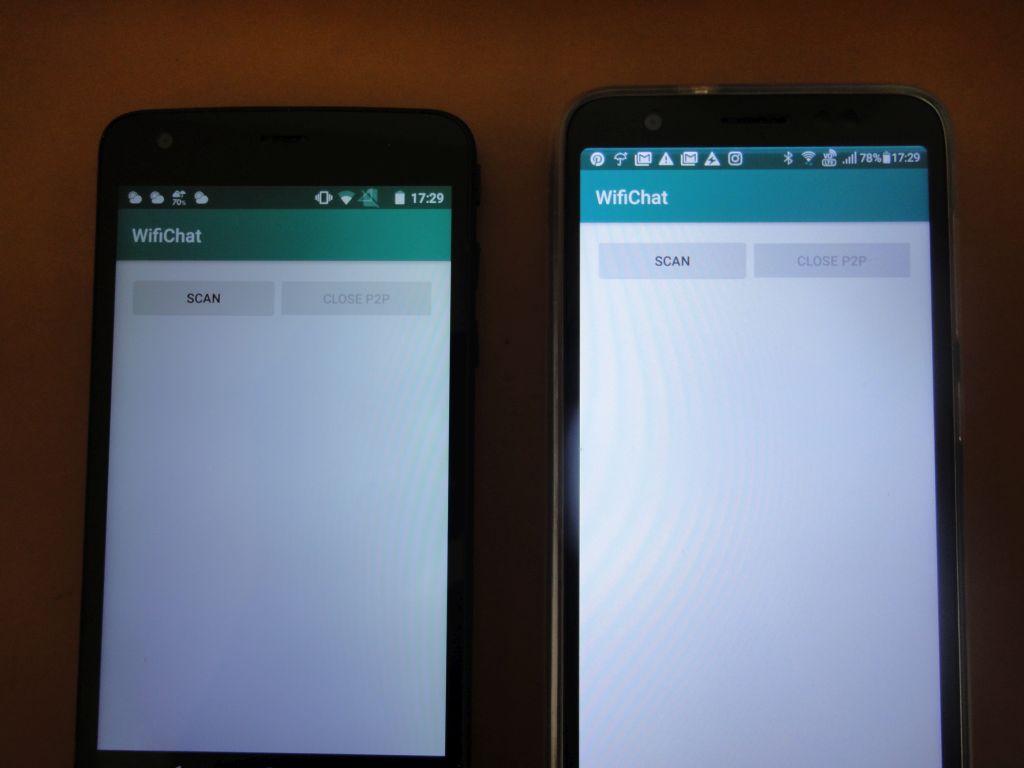 70%
17:29
WifiChat
SCAN
CLOSE P2P
78% 17:29
WifiChat
SCAN
CLOSE P2P